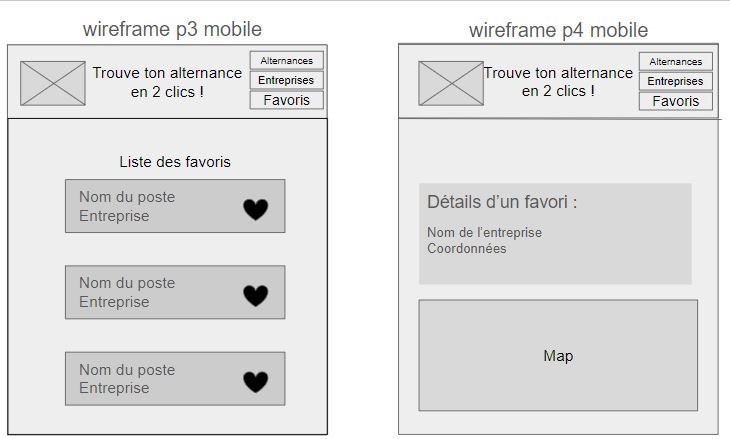 wireframe p3 mobile
Trouve ton alternance
en 2 clics !
Alternances
Entreprises
Favoris
Liste des favoris
Nom du poste
Entreprise
Nom du poste
Entreprise
Nom du poste
Entreprise
wireframe p4 mobile
Trouve ton alternance
en 2 clics !
Alternances
Entreprises
Favoris
Détails d'un favori :
Nom de l'entreprise
Coordonnées
Map